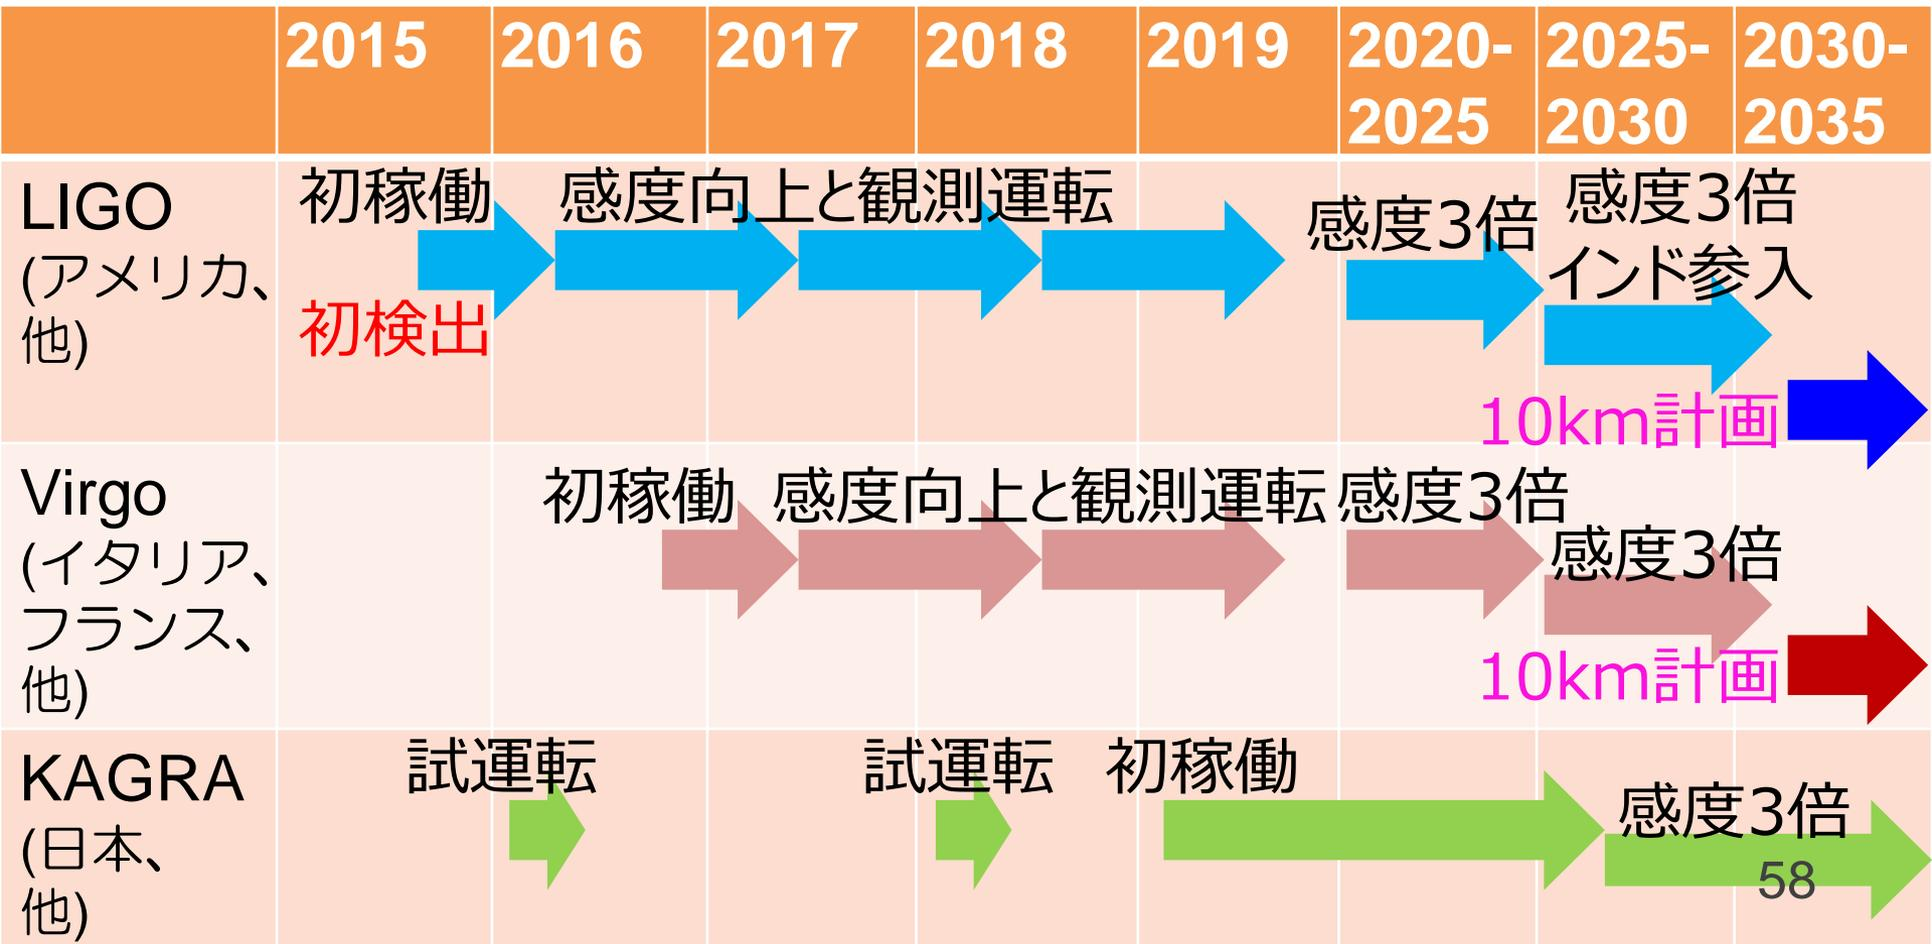 2015 2016 2017 2018 2019 2020-2025 2025-2030 2030-2035
LIGO
(アメリカ、
他)
初稼働
感度向上と観測運転
感度3倍
感度3倍
インド参入
初検出
10km計画
Virgo
(イタリア、
フランス、
他)
初稼働
感度向上と観測運転
感度3倍
感度3倍
10km計画
KAGRA
(日本、
他)
試運転
試運転
初稼働
感度3倍
58